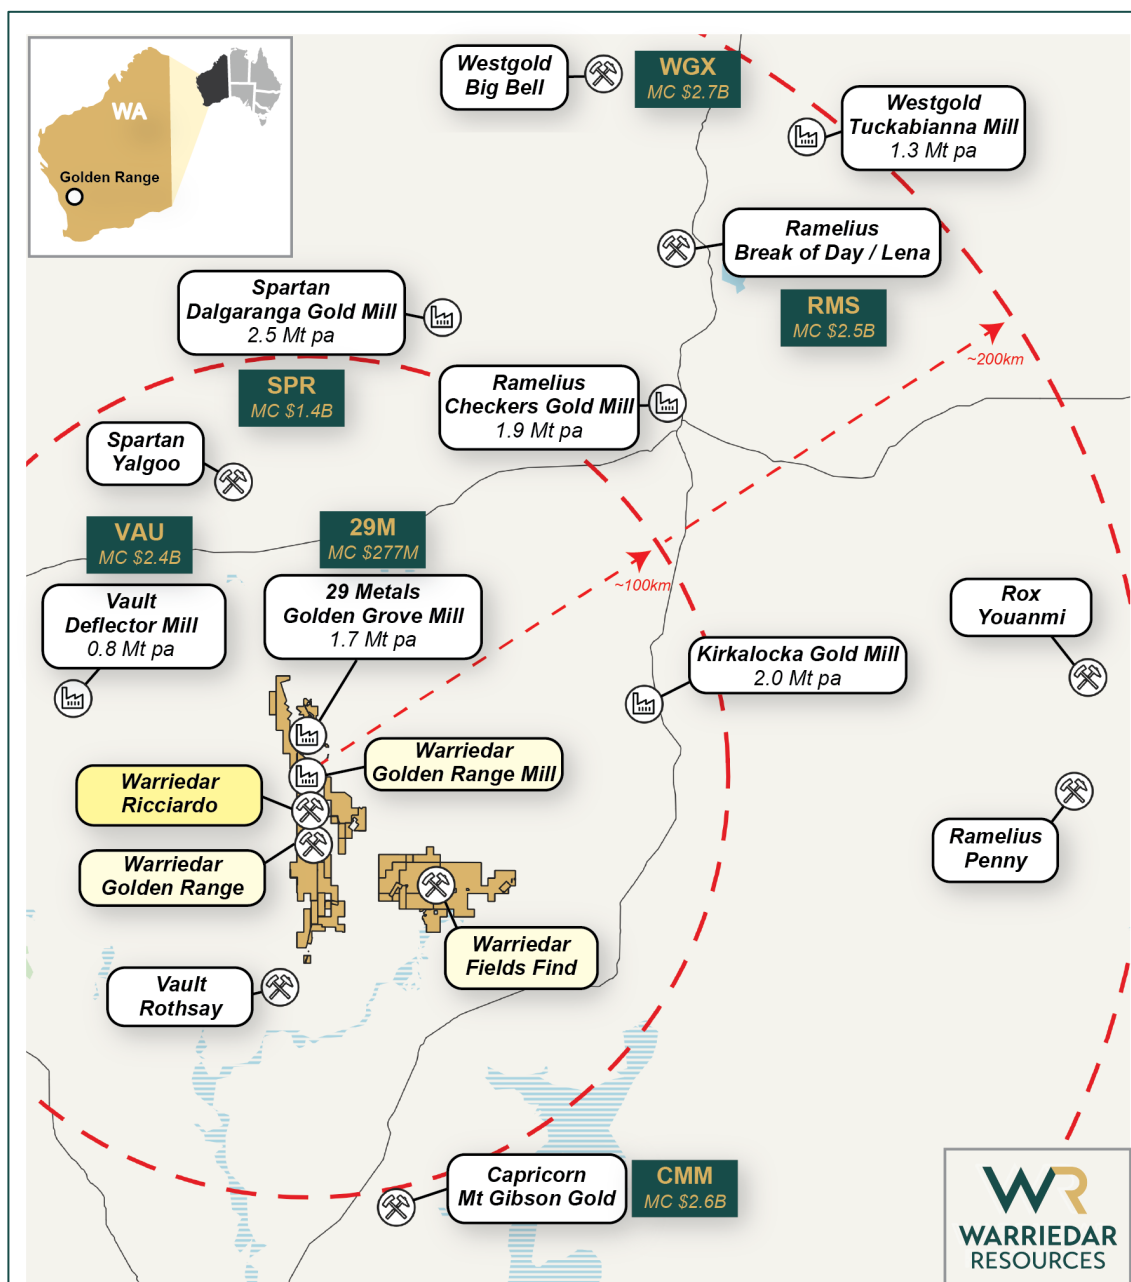 Westgold
Big Bell
WGX
MC $2.7B
Westgold
Tuckabianna Mill
1.3 Mt pa
WA
Golden Range
Ramelius
Break of Day / Lena
RMS
MC $2.5B
Spartan
Dalgaranga Gold Mill
2.5 Mt pa
~200km
SPR
MC $1.4B
Ramelius
Checkers Gold Mill
1.9 Mt pa
Spartan
Yalgoo
VAU
MC $2.4B
29M
MC $277M
~100km
Vault
Deflector Mill
0.8 Mt pa
29 Metals
Golden Grove Mill
1.7 Mt pa
Rox
Youanmi
Kirkalocka Gold Mill
2.0 Mt pa
Warriedar
Golden Range Mill
Warriedar
Ricciardo
Warriedar
Golden Range
Ramelius
Penny
Warriedar
Fields Find
Vault
Rothsay
Capricorn
Mt Gibson Gold
CMM
MC $2.6B
WR
WARRIEDAR
RESOURCES